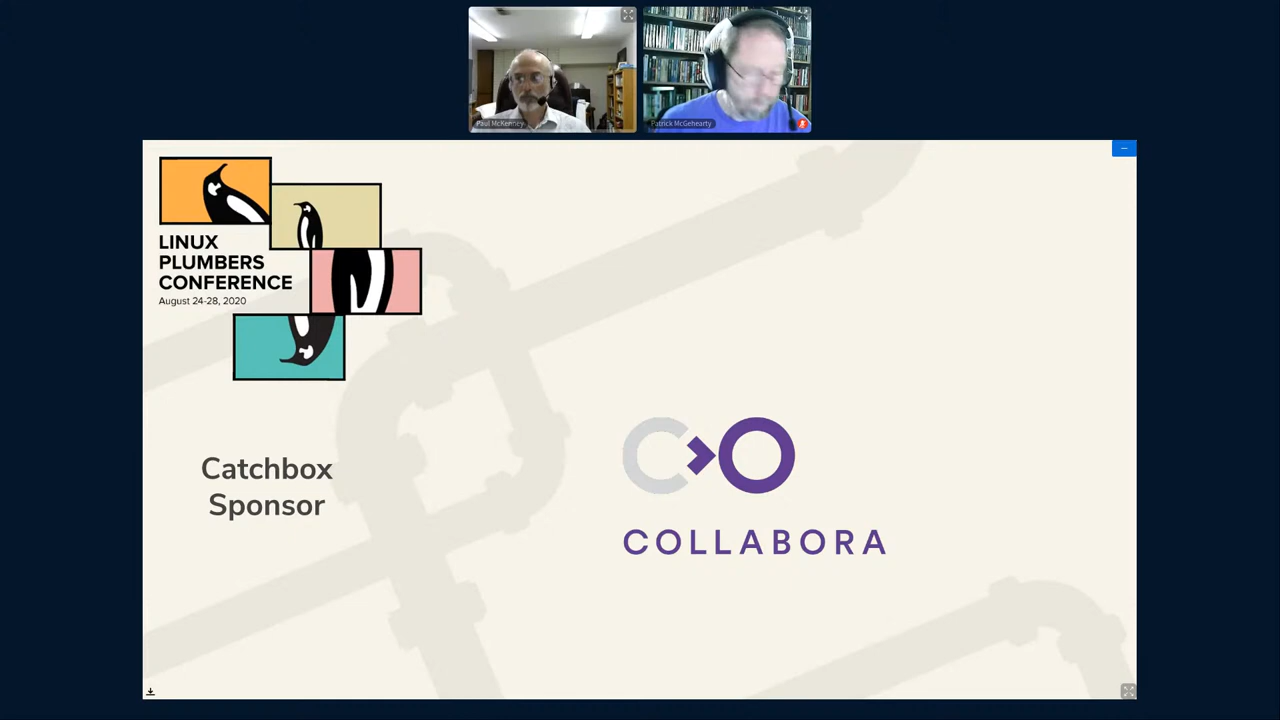 Paul McKenney
Patrick McGehearty
LINUX
PLUMBERS
CONFERENCE
August 24-28, 2020
Catchbox
Sponsor
COLLABORA